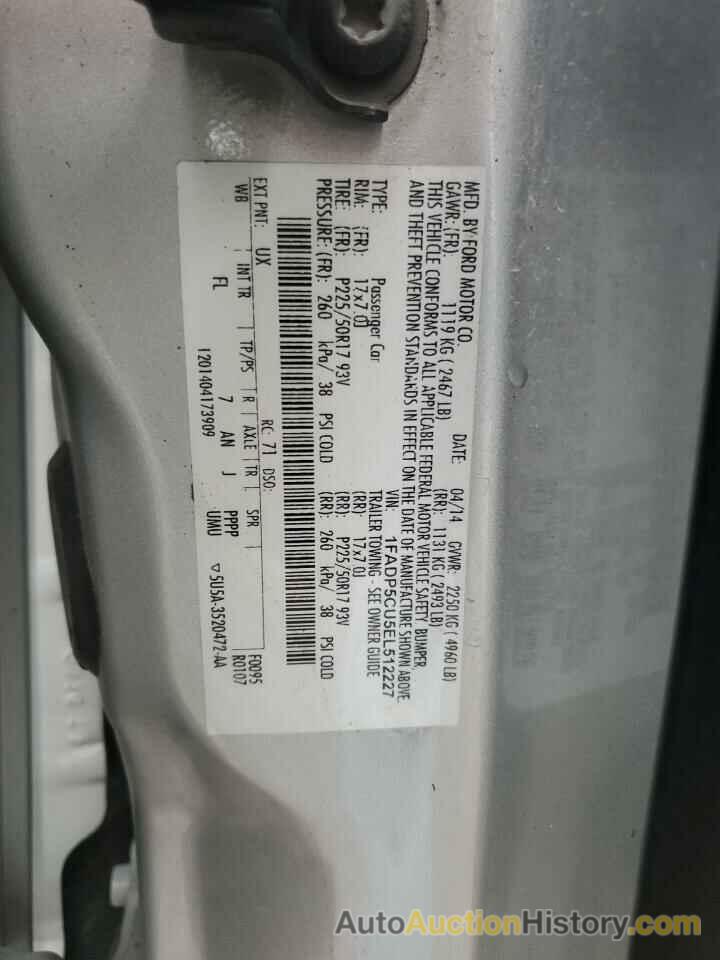 MFD. BY FORD MOTOR CO.
DATE: 04/14 GVWR: 2250 KG ( 4960 LB)
GAWR: (FR): 1119 KG ( 2467 LB) (RR): 1131 KG ( 2493 LB)
THIS VEHICLE CONFORMS TO ALL APPLICABLE FEDERAL MOTOR VEHICLE SAFETY, BUMPER,
AND THEFT PREVENTION STANDARDS IN EFFECT ON THE DATE OF MANUFACTURE SHOWN ABOVE.
VIN: 1FADP5CU5EL512227
TYPE: Passenger Car TRAILER TOWING - SEE OWNER GUIDE
RIM: (FR): 17x7.0J (RR): 17x7.0J
TIRE: (FR): P225/50R17 93V (RR): P225/50R17 93V
PRESSURE: (FR): 260 kPa/ 38 PSI COLD (RR): 260 kPa/ 38 PSI COLD
EXT PNT: UX RC: 71 DSO: F0095
WB INT TR TP/PS R AXLE TR SPR R0107
FL 7 AN J PPPP UMU
1201404173909 5U5A-3520472-AA
AutoAuctionHistory.com